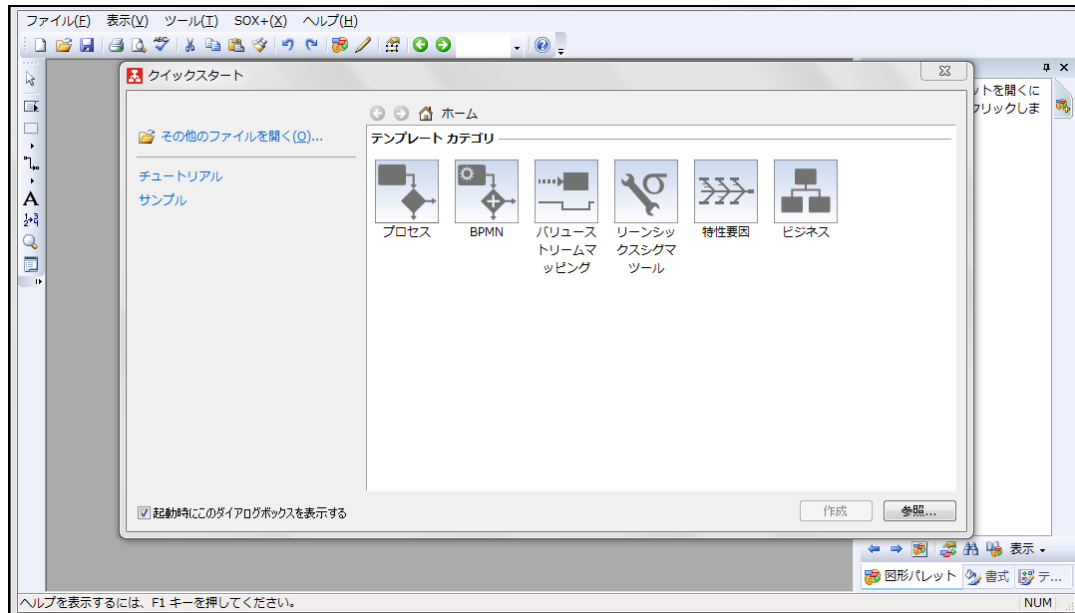 ファイル(F) 表示(V) ツール(T) SOX+(X) ヘルプ(H)
クイックスタート
ットを開くに
クリックしま
ホーム
その他のファイルを開く(O)...
テンプレート カテゴリ
チュートリアル
サンプル
プロセス
BPMN
バリュース
トリームマ
ッピング
リーンシッ
クスシグマ
ツール
特性要因
ビジネス
起動時にこのダイアログボックスを表示する
作成
参照...
表示
図形パレット 書式 テ...
ヘルプを表示するには、F1 キーを押してください。
NUM